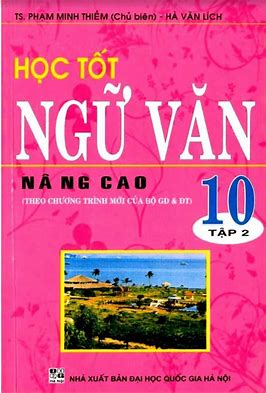 TS. PHẠM MINH THIÊM (Chủ biên) - HÀ VĂN LỊCH
HỌC TỐT
NGỮ VĂN
NÂNG CAO
10
(THEO CHƯƠNG TRÌNH MỚI CỦA BỘ GD & ĐT)
TẬP 2
NHÀ XUẤT BẢN ĐẠI HỌC QUỐC GIA HÀ NỘI